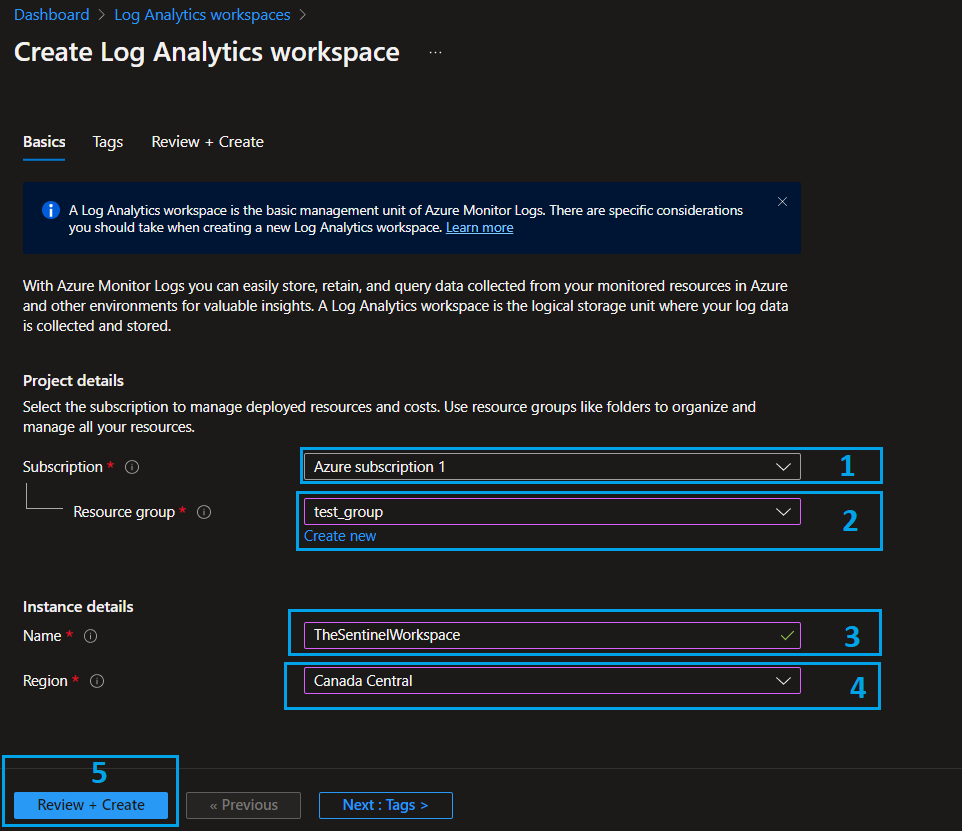 Dashboard > Log Analytics workspaces >
Create Log Analytics workspace ...
Basics Tags Review + Create
A Log Analytics workspace is the basic management unit of Azure Monitor Logs. There are specific considerations
you should take when creating a new Log Analytics workspace. Learn more
With Azure Monitor Logs you can easily store, retain, and query data collected from your monitored resources in Azure
and other environments for valuable insights. A Log Analytics workspace is the logical storage unit where your log data
is collected and stored.
Project details
Select the subscription to manage deployed resources and costs. Use resource groups like folders to organize and
manage all your resources.
Subscription * Azure subscription 1 1
Resource group * test_group 2
Create new
Instance details
Name * TheSentinelWorkspace 3
Region * Canada Central 4
5
Review + Create « Previous Next : Tags >